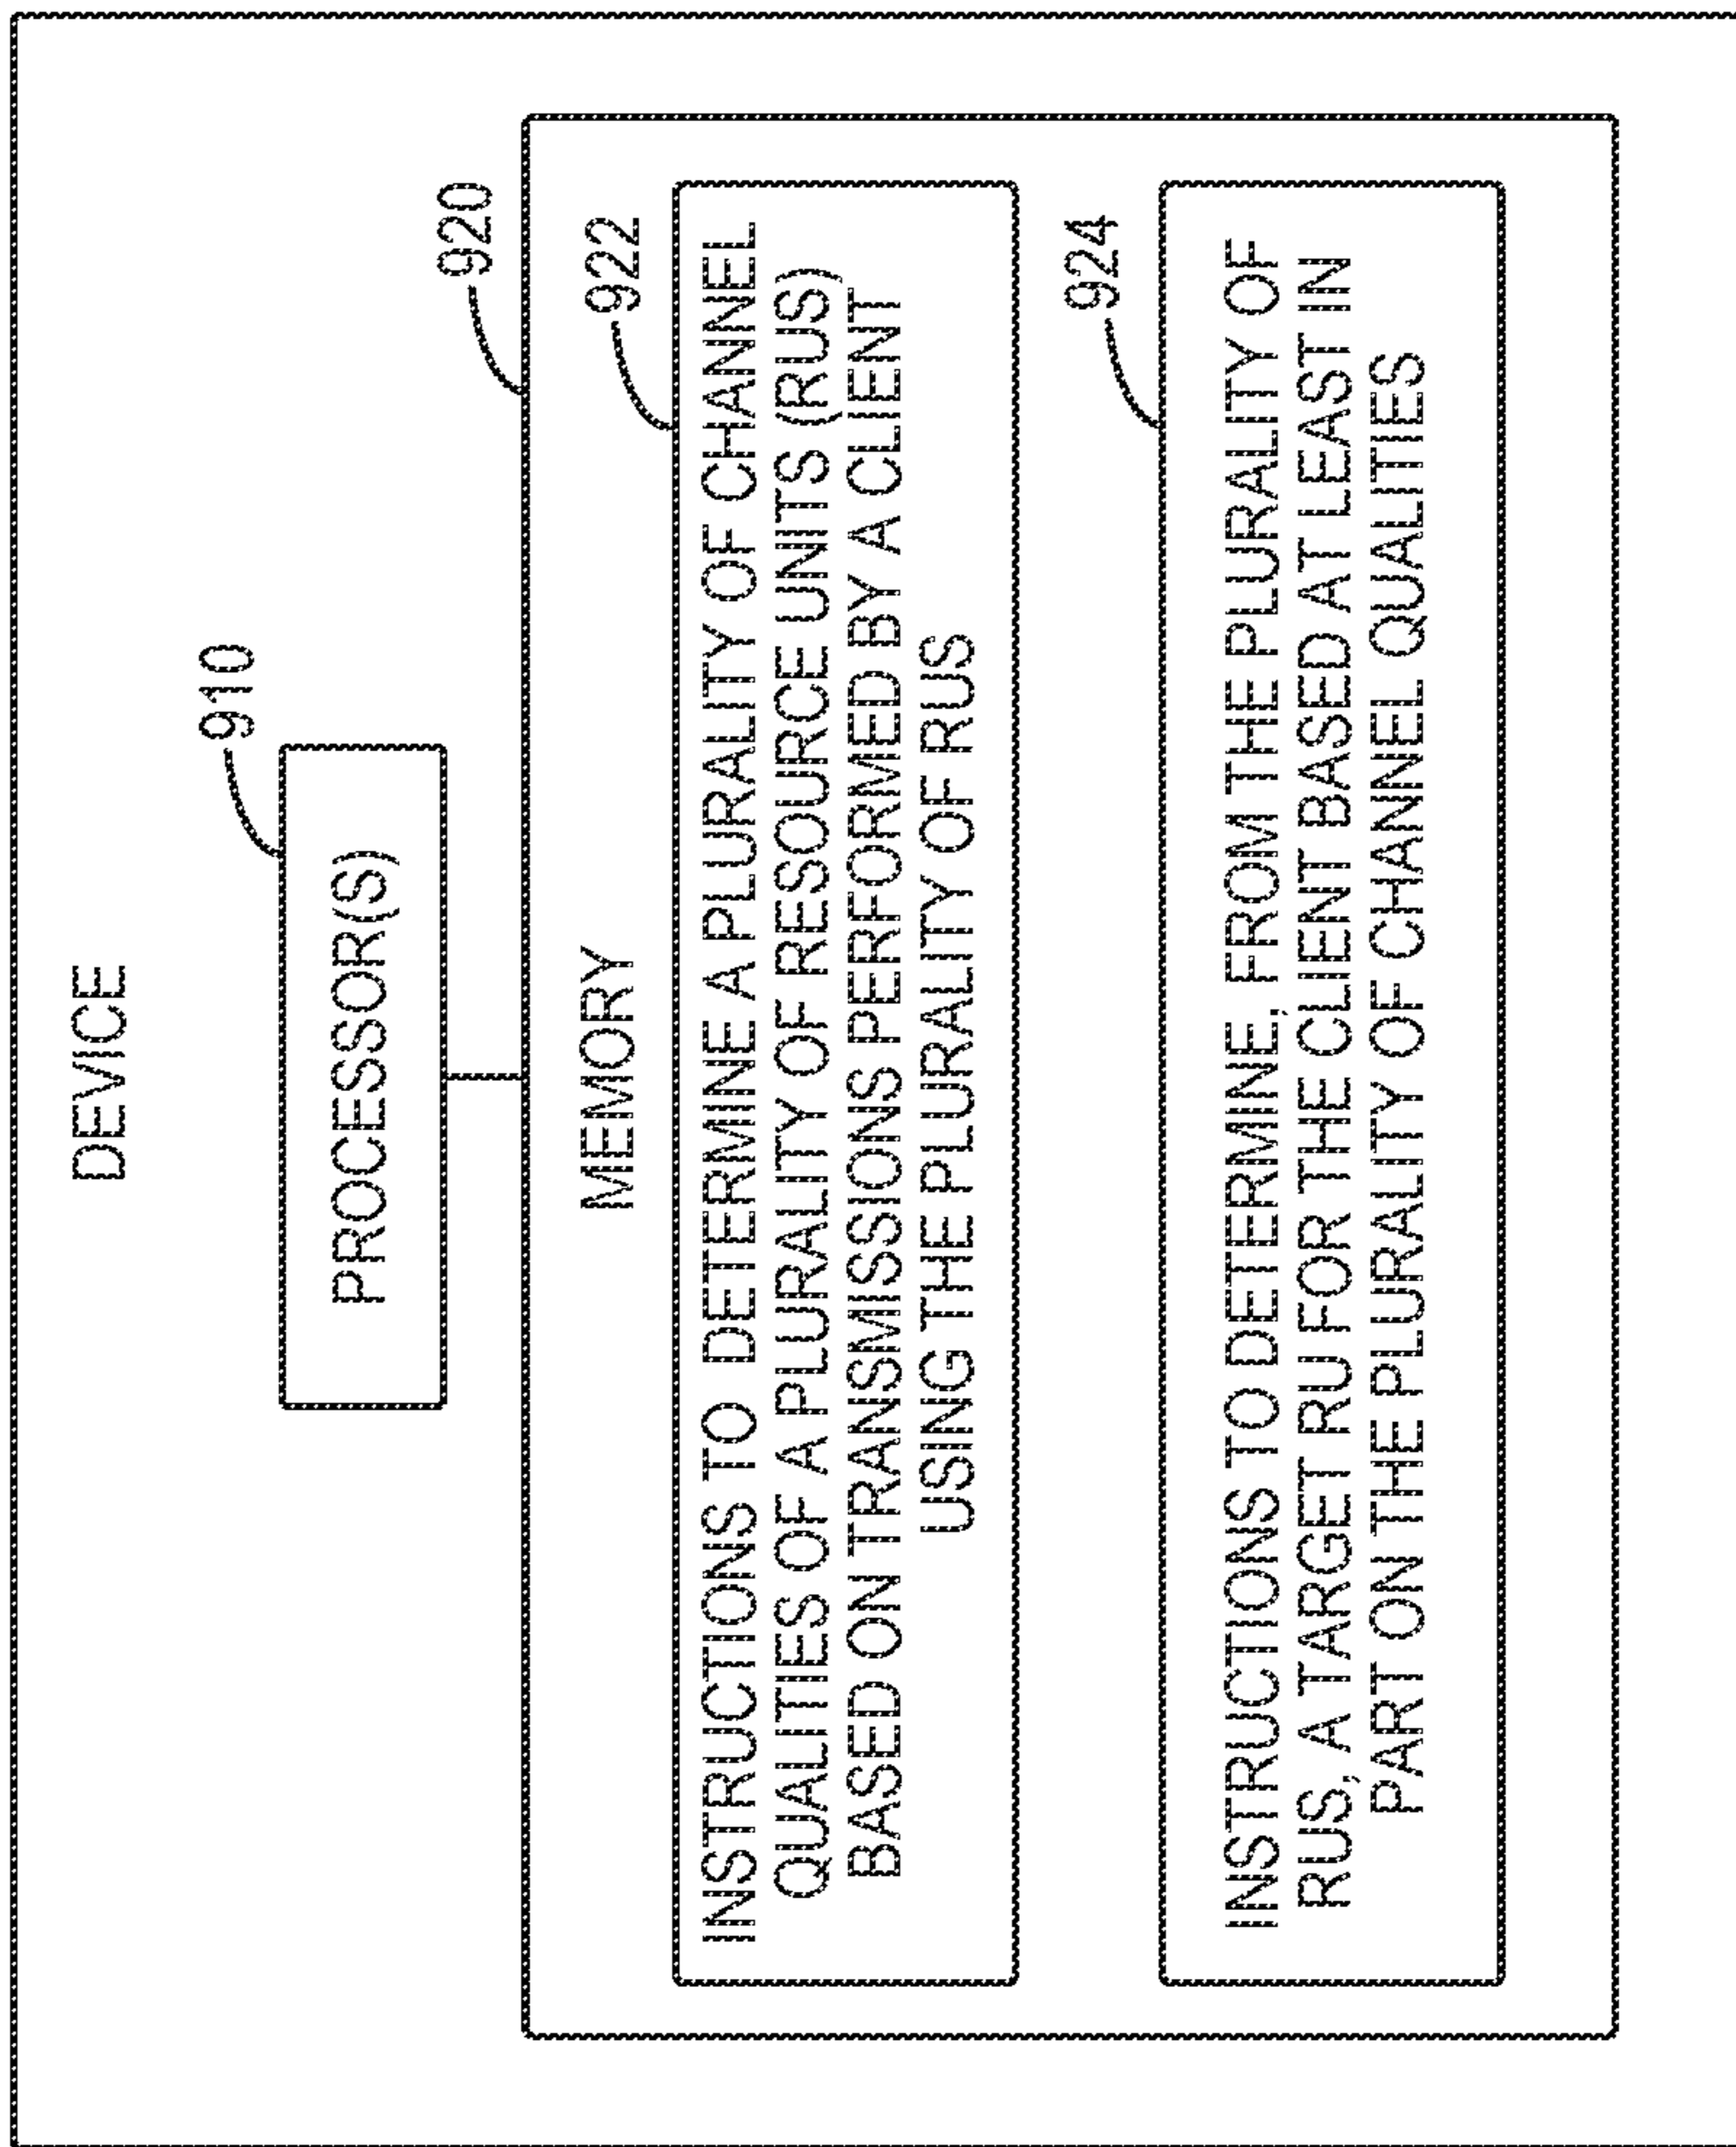 DEVICE
910
PROCESSOR(S)
920
MEMORY
922
INSTRUCTIONS TO DETERMINE A PLURALITY OF CHANNEL
QUALITIES OF A PLURALITY OF RESOURCE UNITS (RUS)
BASED ON TRANSMISSIONS PERFORMED BY A CLIENT
USING THE PLURALITY OF RUS
924
INSTRUCTIONS TO DETERMINE, FROM THE PLURALITY OF
RUS, A TARGET RU FOR THE CLIENT BASED AT LEAST IN
PART ON THE PLURALITY OF CHANNEL QUALITIES